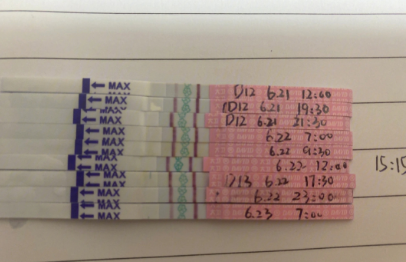 ← MAX D12 6.21 12:00
← MAX D12 6.21 19:30
← MAX D12 6.21 21:30
← MAX 6.22 7:00
← MAX 6.22 9:30
← MAX 6.22 12:00
← MAX D13 6.22 17:30
← MAX 6.22 23:00
← MAX 6.23 7:00
15:15